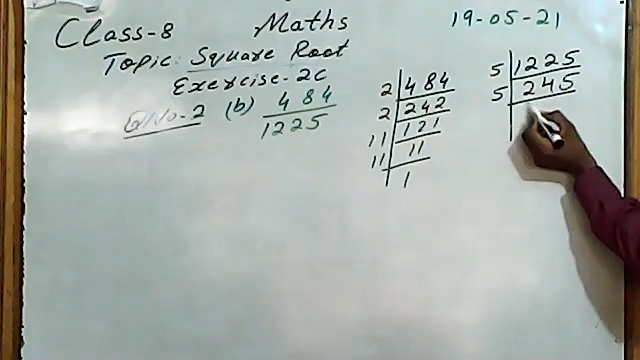 Class-8 Maths 19-05-21
Topic: Square Root
Exercise-2c
Q.No.-2 (b) 484
1225
2 484
2 242
11 121
11 11
1
5 1225
5 245